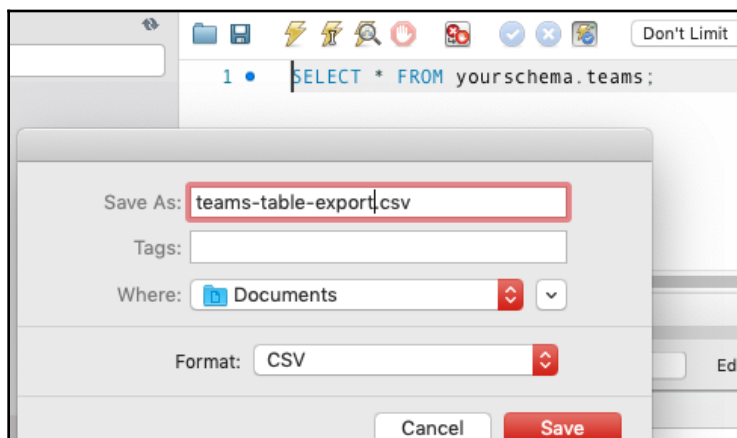 Don't Limit
1 SELECT * FROM yourschema.teams;
Save As: teams-table-export.csv
Tags:
Where: Documents
Format: CSV
Ed
Cancel Save